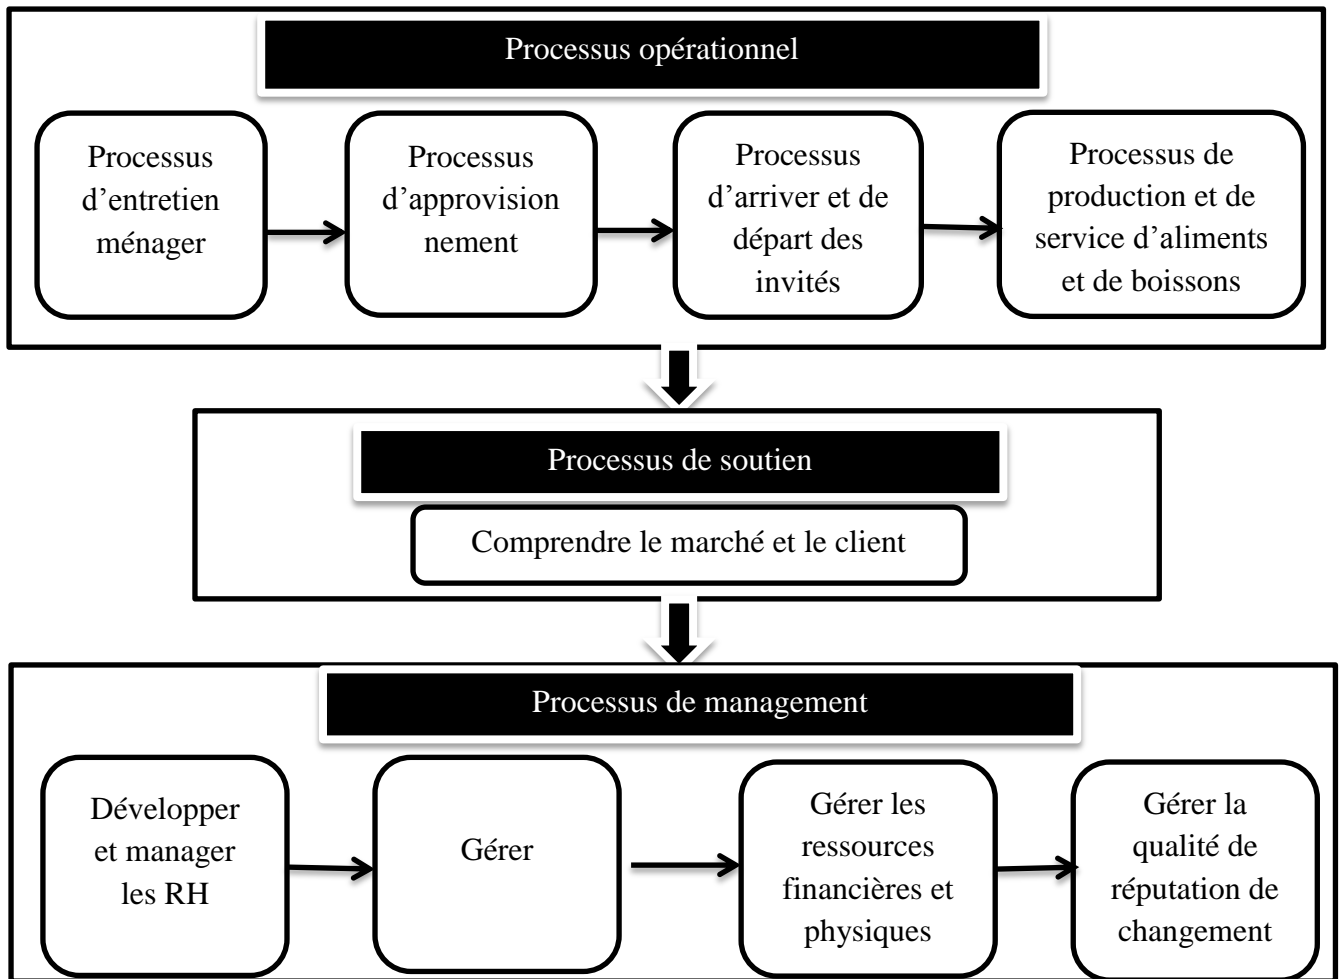 Processus opérationnel
Processus
d’entretien
ménager
Processus
d’approvision
nement
Processus
d’arriver et de
départ des
invités
Processus de
production et de
service d’aliments
et de boissons
Processus de soutien
Comprendre le marché et le client
Processus de management
Développer
et manager
les RH
Gérer
Gérer les
ressources
financières et
physiques
Gérer la
qualité de
réputation de
changement